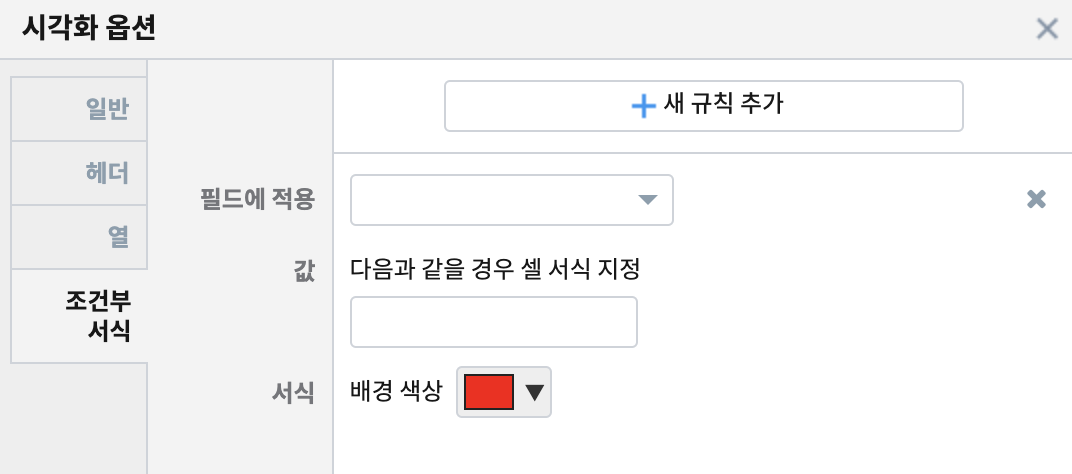 시각화 옵션
일반
헤더
열
조건부
서식
새 규칙 추가
필드에 적용
값
다음과 같을 경우 셀 서식 지정
서식
배경 색상